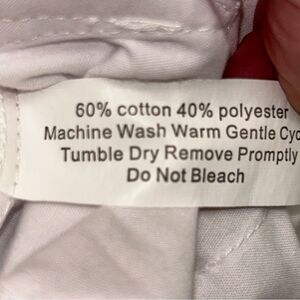 60% cotton 40% polyester
Machine Wash Warm Gentle Cyc
Tumble Dry Remove Promptly
Do Not Bleach